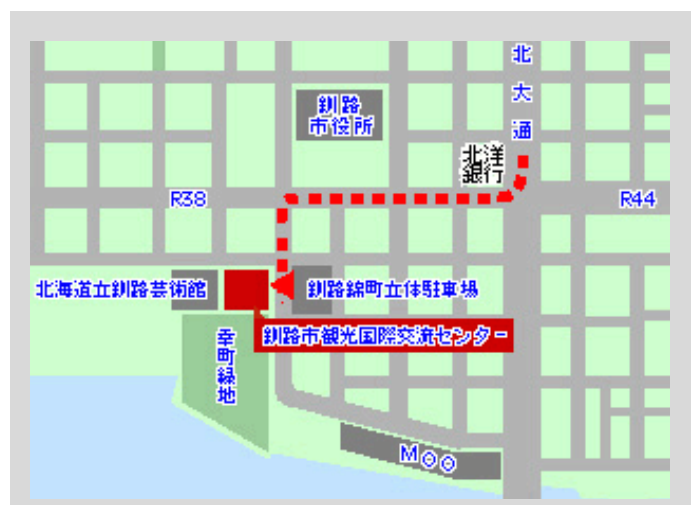 北大通
釧路
市役所
北洋
銀行
R38
R44
北海道立釧路芸術館
釧路錦町立体駐車場
釧路市観光国際交流センター
幸町緑地
MOO